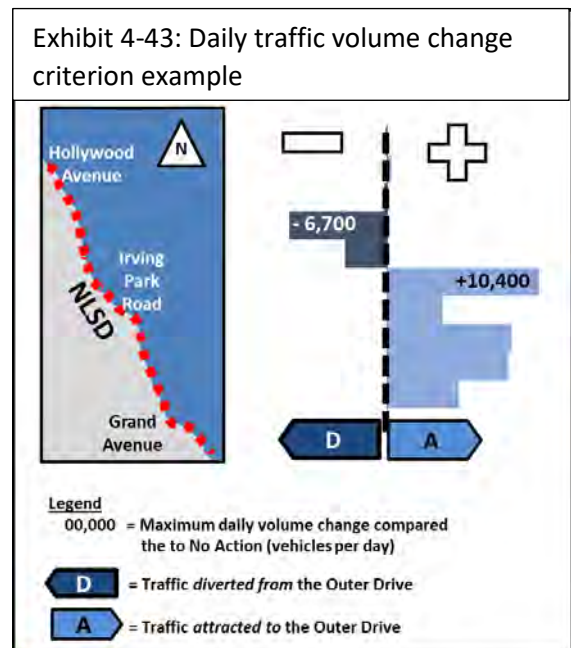 Exhibit 4-43: Daily traffic volume change
criterion example
Hollywood
Avenue
N
Irving
Park
Road
NLSD
Grand
Avenue
- 6,700
+10,400
D
A
Legend
00,000 = Maximum daily volume change compared
the to No Action (vehicles per day)
D = Traffic diverted from the Outer Drive
A = Traffic attracted to the Outer Drive